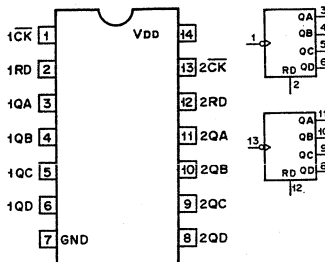 1C̅K̅ 1 VDD 14
1RD 2 13 2C̅K̅
1QA 3 12 2RD
1QB 4 11 2QA
1QC 5 10 2QB
1QD 6 9 2QC
7 GND 8 2QD
QA 3
QB 4
1 QC 5
QD 6
RD
2
QA 11
QB 10
13 QC 9
QD 8
RD
12